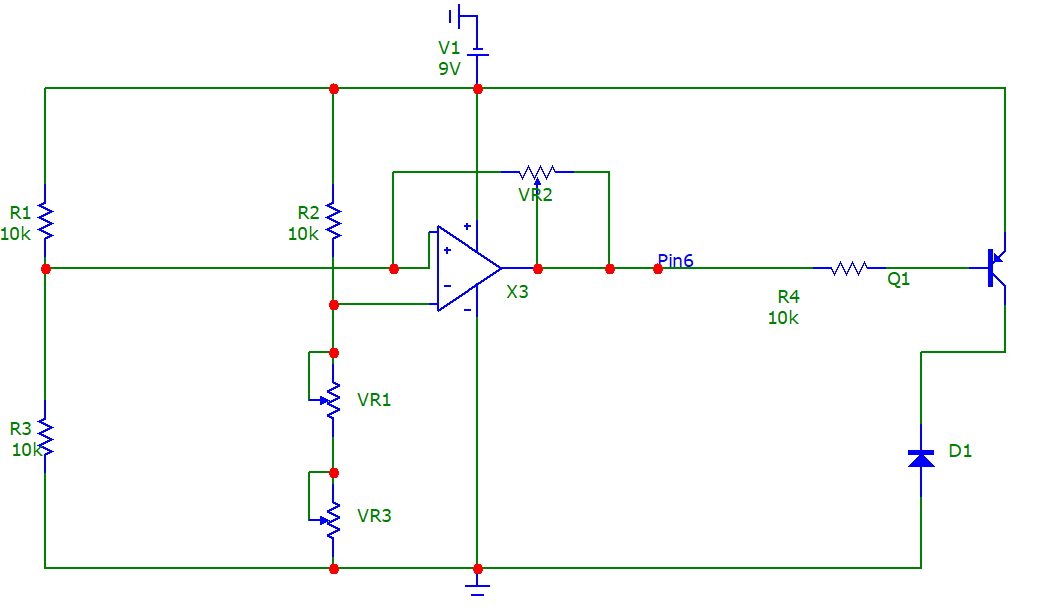 V1
9V
VR2
R1
10k
R2
10k
+
+
-
-
X3
Pin6
Q1
R4
10k
VR1
R3
10k
D1
VR3